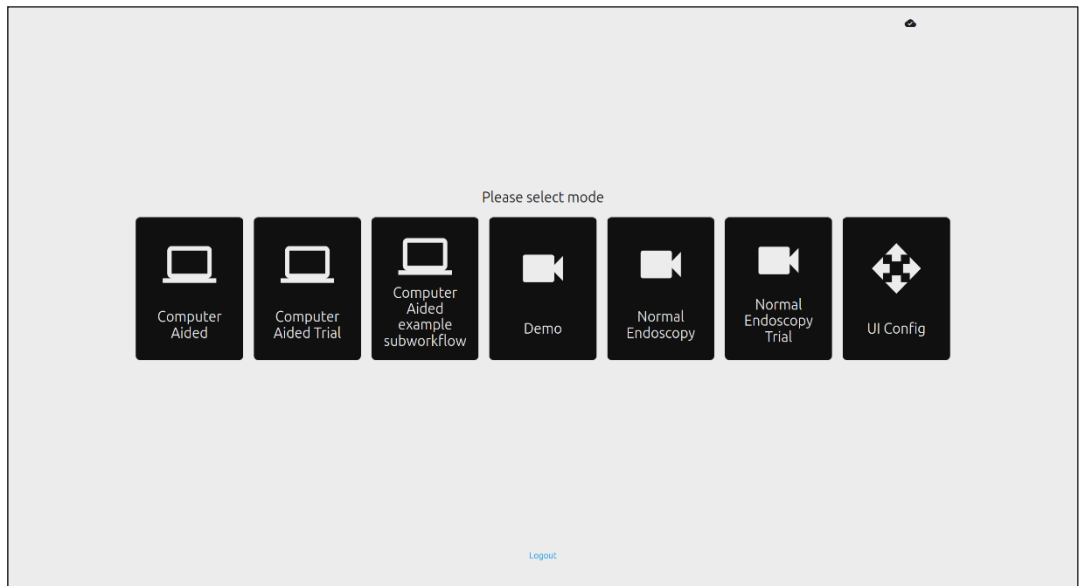 Please select mode
Computer
Aided
Computer
Aided Trial
Computer
Aided
example
subworkflow
Demo
Normal
Endoscopy
Normal
Endoscopy
Trial
UI Config
Logout